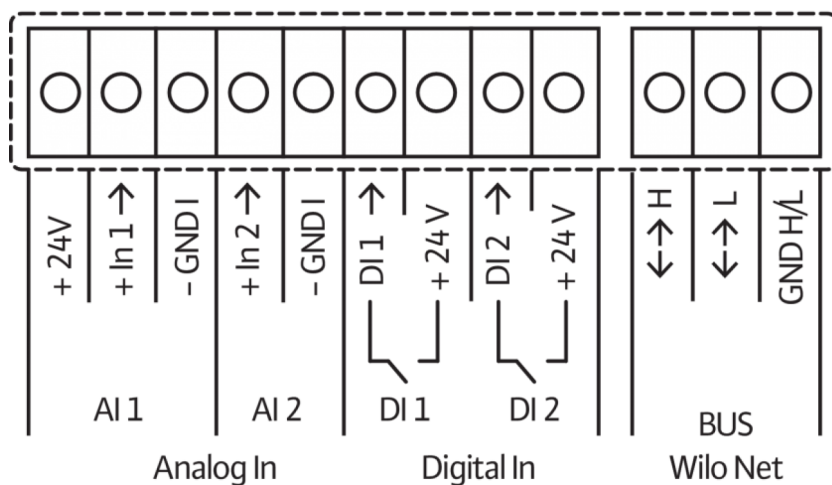 + 24V
+ In 1 →
– GND I
+ In 2 →
– GND I
DI 1 →
+ 24 V
DI 2 →
+ 24 V
↔ H
↔ L
GND H/L
AI 1
AI 2
DI 1
DI 2
BUS
Analog In
Digital In
Wilo Net